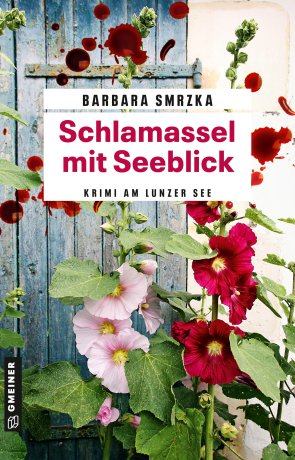 BARBARA SMRZKA
Schlamassel
mit Seeblick
KRIMI AM LUNZER SEE
GMEINER